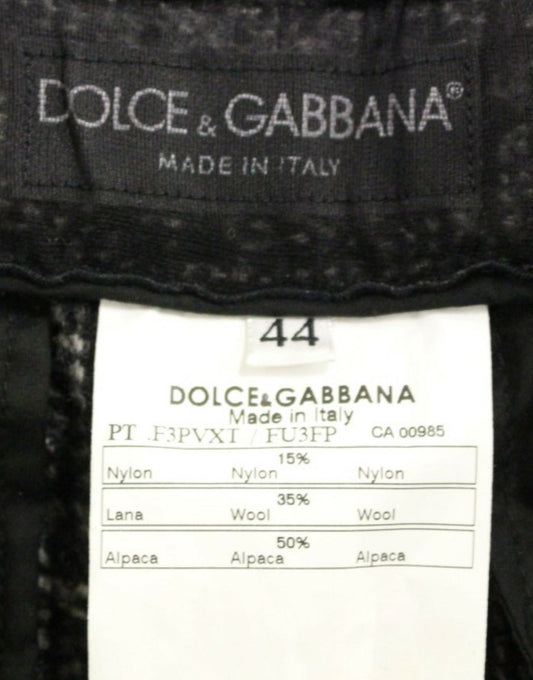 DOLCE & GABBANA®
MADE IN ITALY
44
DOLCE&GABBANA
Made in Italy
PT .F3PVXT / FU3FP CA 00985
15%
Nylon Nylon Nylon
35%
Lana Wool Wool
50%
Alpaca Alpaca Alpaca